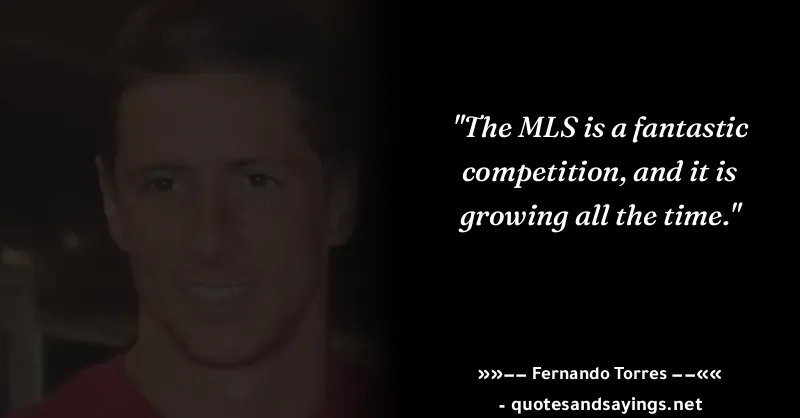 "The MLS is a fantastic
competition, and it is
growing all the time."
»»—— Fernando Torres ——««
- quotesandsayings.net